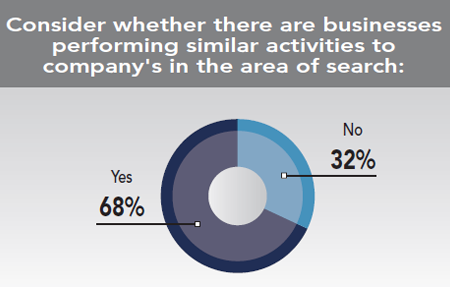 Consider whether there are businesses
performing similar activities to
company's in the area of search:
No
32%
Yes
68%